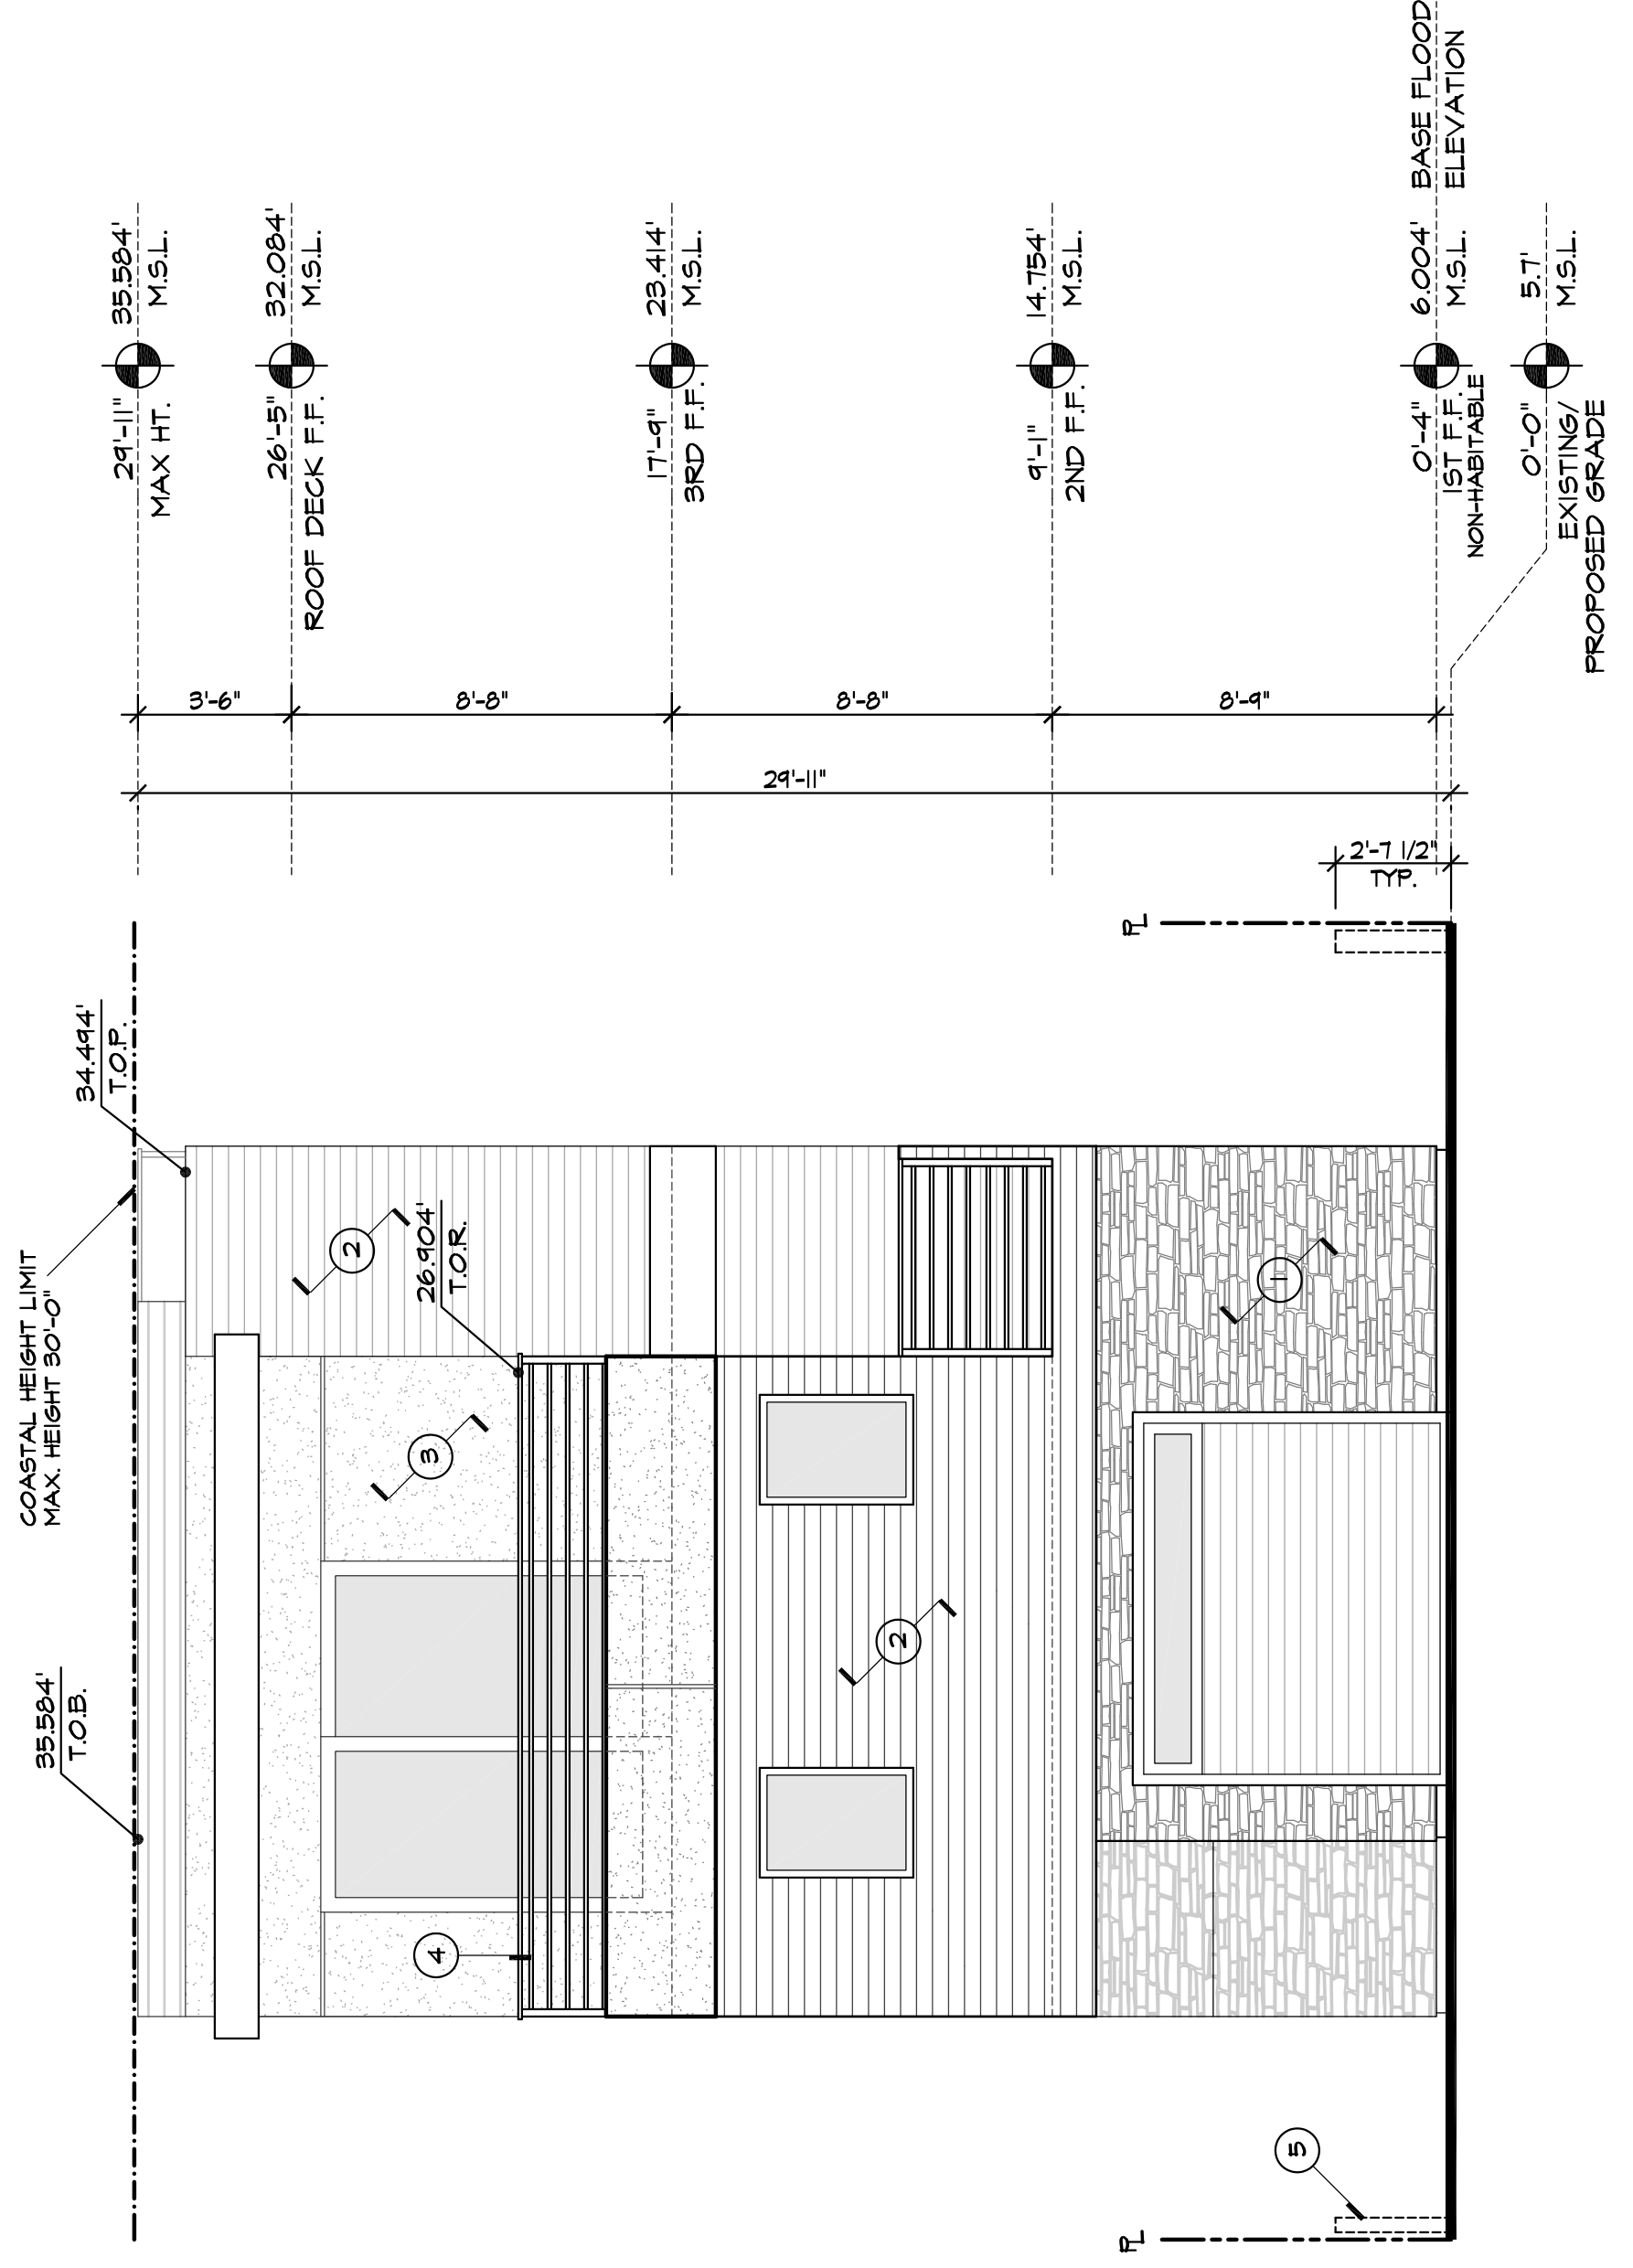 COASTAL HEIGHT LIMIT
MAX. HEIGHT 30'-0"
35.584'
T.O.B.
34.494'
T.O.P.
26.904'
T.O.R.
2
3
4
2
1
5
PL
PL
2'-7 1/2"
TYP.
29'-11"
3'-6"
8'-8"
8'-8"
8'-9"
29'-11"
MAX HT.
35.584'
M.S.L.
26'-5"
ROOF DECK F.F.
32.084'
M.S.L.
17'-9"
3RD F.F.
23.414'
M.S.L.
9'-1"
2ND F.F.
14.754'
M.S.L.
0'-4"
1ST F.F.
NON-HABITABLE
6.004'
M.S.L.
BASE FLOOD
ELEVATION
0'-0"
EXISTING/
PROPOSED GRADE
5.7'
M.S.L.